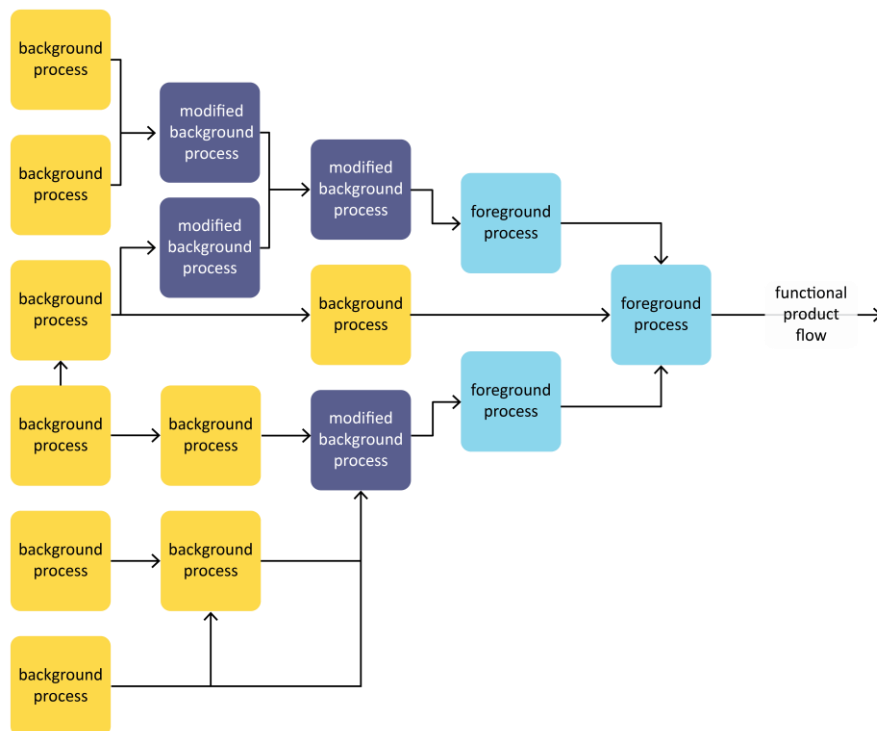 background
process
modified
background
process
background
process
modified
background
process
foreground
process
modified
background
process
background
process
background
process
foreground
process
functional
product
flow
foreground
process
background
process
background
process
modified
background
process
background
process
background
process
background
process